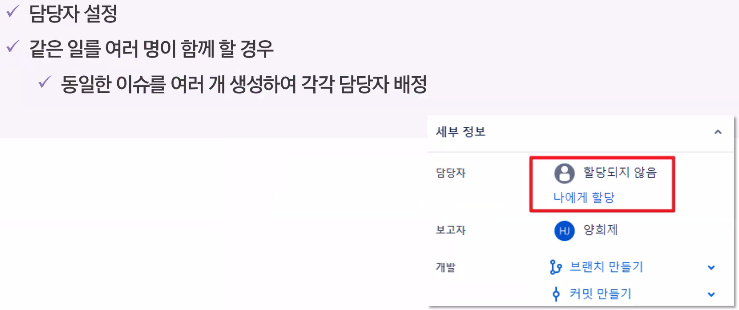 담당자 설정
같은 일를 여러 명이 함께 할 경우
동일한 이슈를 여러 개 생성하여 각각 담당자 배정
세부 정보
담당자 할당되지 않음
나에게 할당
보고자 HJ 양희제
개발 브랜치 만들기
커밋 만들기